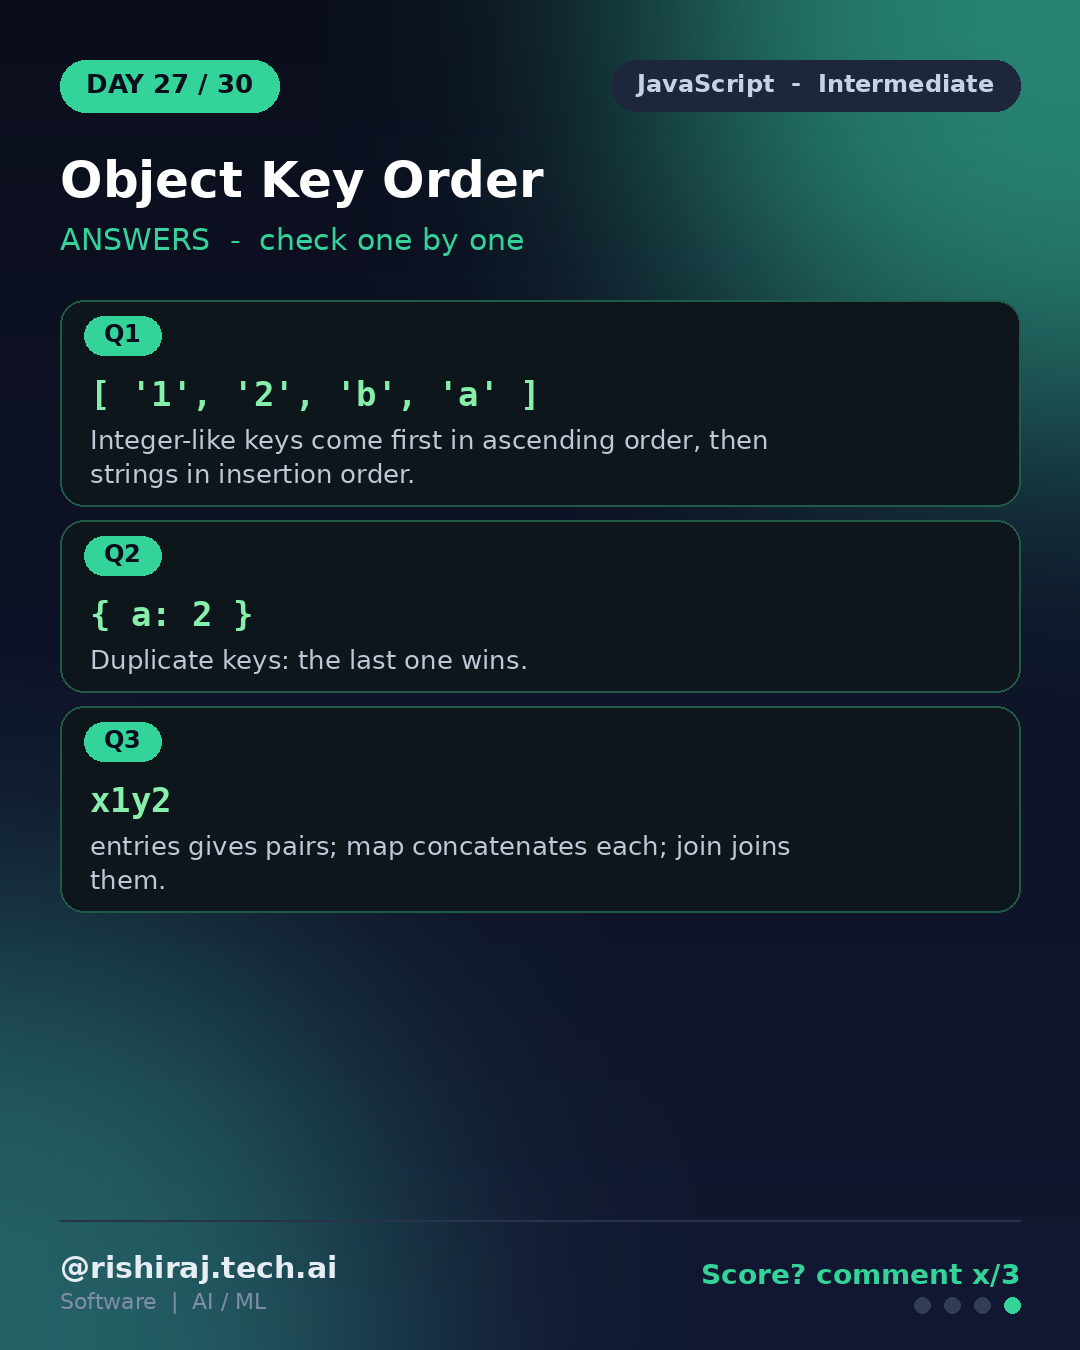 DAY 27 / 30
JavaScript - Intermediate
Object Key Order
ANSWERS - check one by one
Q1
[ '1', '2', 'b', 'a' ]
Integer-like keys come first in ascending order, then
strings in insertion order.
Q2
{ a: 2 }
Duplicate keys: the last one wins.
Q3
x1y2
entries gives pairs; map concatenates each; join joins
them.
@rishiraj.tech.ai
Software | AI / ML
Score? comment x/3